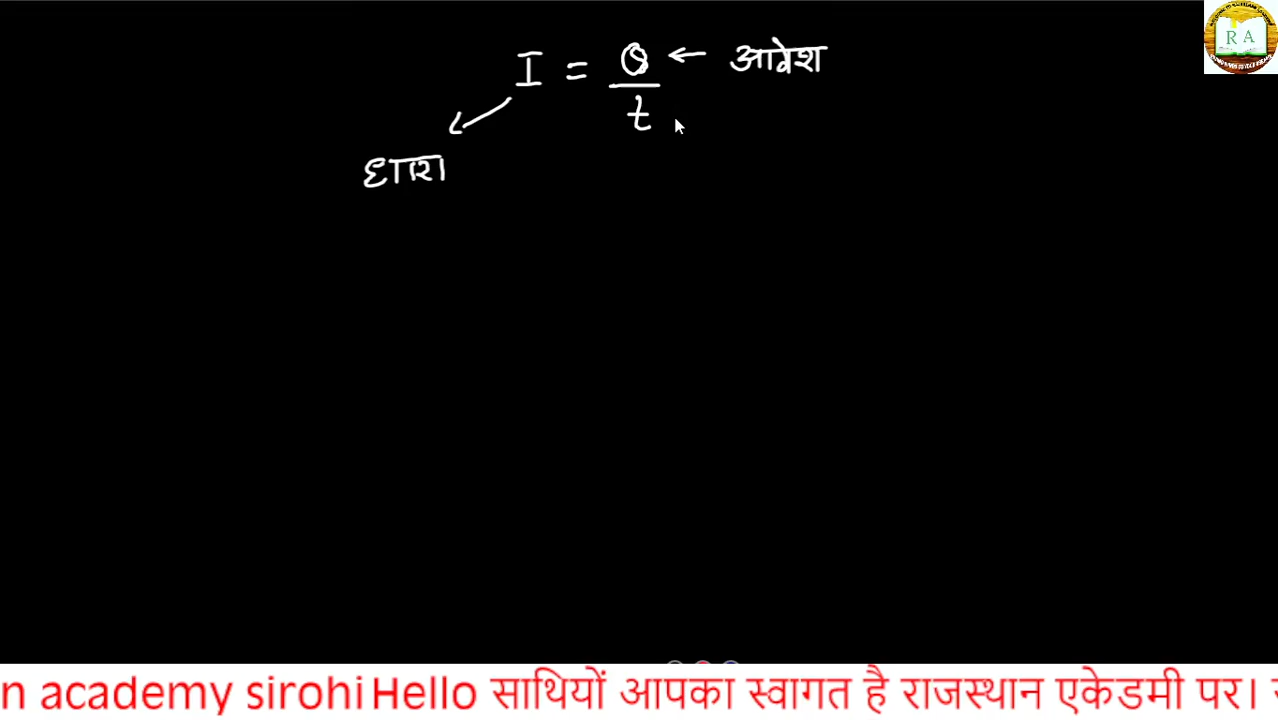 I = Q/t ← आवेश
धारा
R A
n academy sirohi Hello साथियों आपका स्वागत है राजस्थान एकेडमी पर।